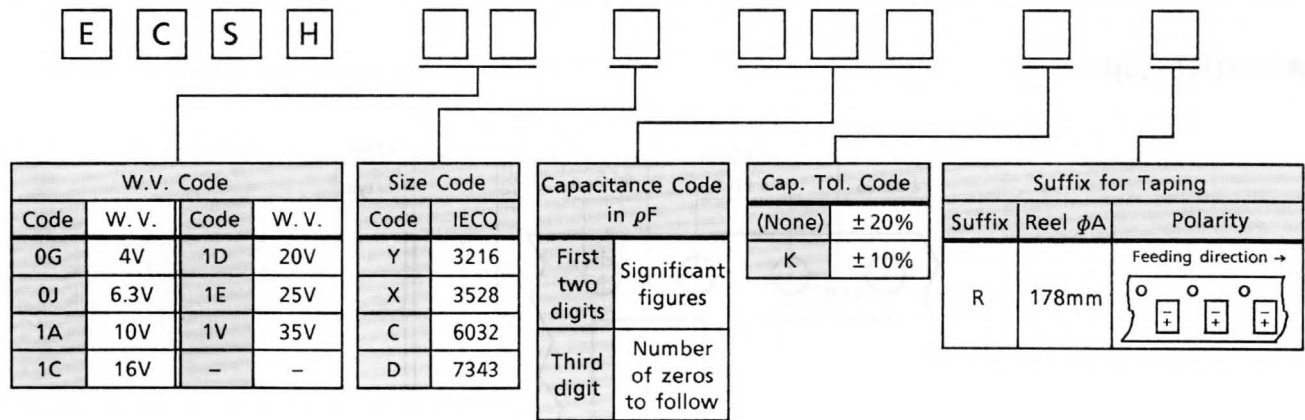 E C S H
W.V. Code
Code W. V. Code W. V.
0G 4V 1D 20V
0J 6.3V 1E 25V
1A 10V 1V 35V
1C 16V – –
Size Code
Code IECQ
Y 3216
X 3528
C 6032
D 7343
Capacitance Code
in ρF
First
two
digits
Significant
figures
Third
digit
Number
of zeros
to follow
Cap. Tol. Code
(None) ±20%
K ±10%
Suffix for Taping
Suffix Reel ϕA Polarity
R 178mm
Feeding direction →
− − −
+ + +